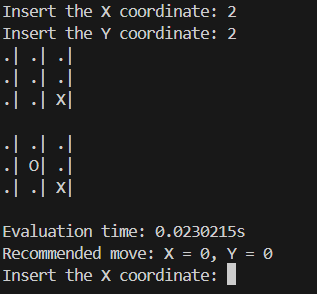 Insert the X coordinate: 2
Insert the Y coordinate: 2
.| .| .|
.| .| .|
.| .| X|

.| .| .|
.| O| .|
.| .| X|

Evaluation time: 0.0230215s
Recommended move: X = 0, Y = 0
Insert the X coordinate: